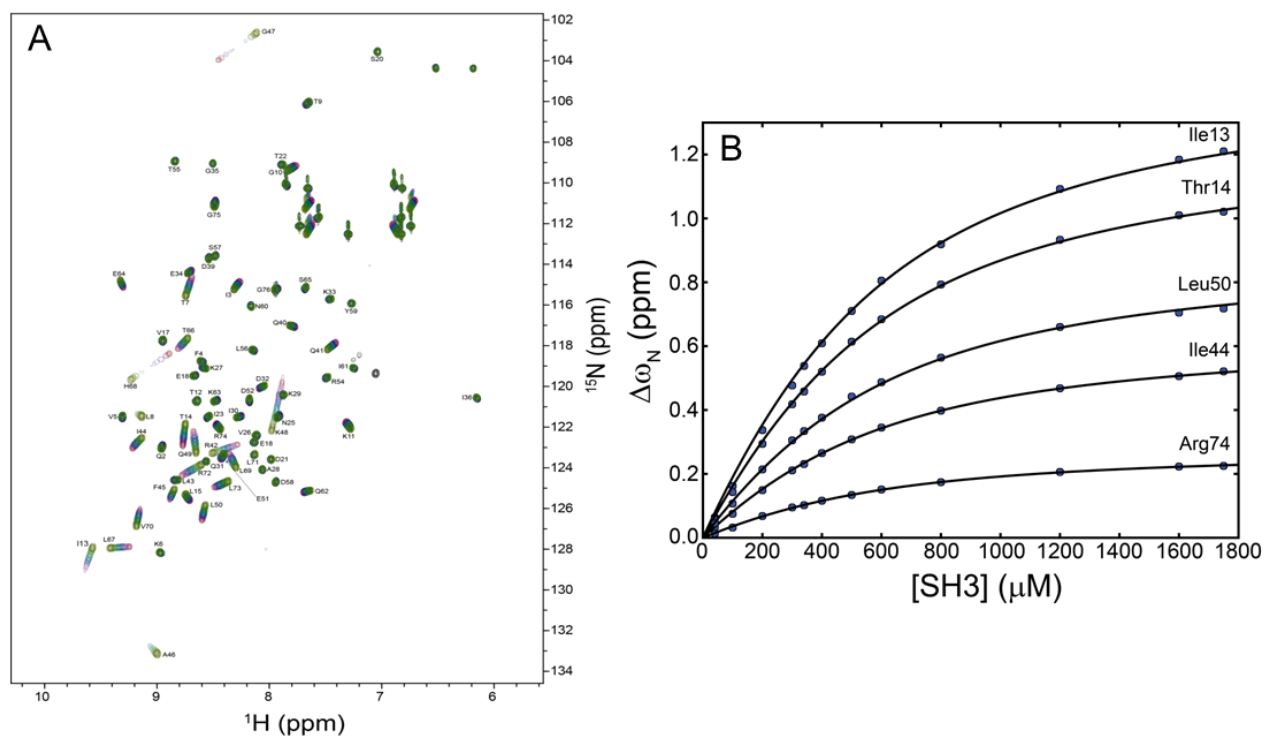 A
G47
S20
T9
T55
G35
T22
G10
G75
S57
D39
E64
E34
T7
I3
G76
S65
K33
N60
Y59
Q40
V17
T66
L56
Q41
I61
F4
K27
H68
E18
R54
D32
K29
I36
T12
K63
D52
V5
L8
I23
I30
T14
N25
I44
R74
V26
K48
K11
Q2
Q49
R42
E18
L71
D21
R72
Q31
L69
A28
F45
L43
L73
E51
D58
Q62
L15
L50
V70
I13
L67
K6
A46
102
104
106
108
110
112
114
116
118
120
122
124
126
128
130
132
134
¹⁵N (ppm)
10
9
8
7
6
¹H (ppm)
B
Ile13
Thr14
Leu50
Ile44
Arg74
1.2
1.0
0.8
0.6
0.4
0.2
0.0
ΔωN (ppm)
0 200 400 600 800 1000 1200 1400 1600 1800
[SH3] (μM)